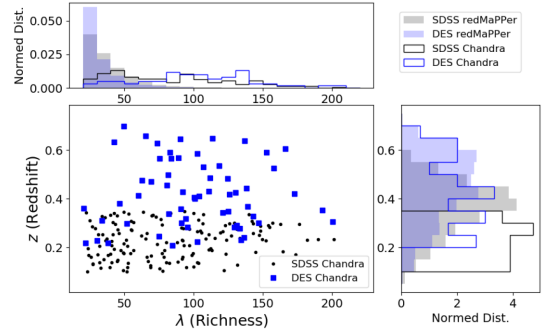 Normed Dist.
0.050
0.025
0.000
50
100
150
200
SDSS redMaPPer
DES redMaPPer
SDSS Chandra
DES Chandra
z (Redshift)
0.6
0.4
0.2
SDSS Chandra
DES Chandra
50
100
150
200
λ (Richness)
0.6
0.4
0.2
0
2
4
Normed Dist.